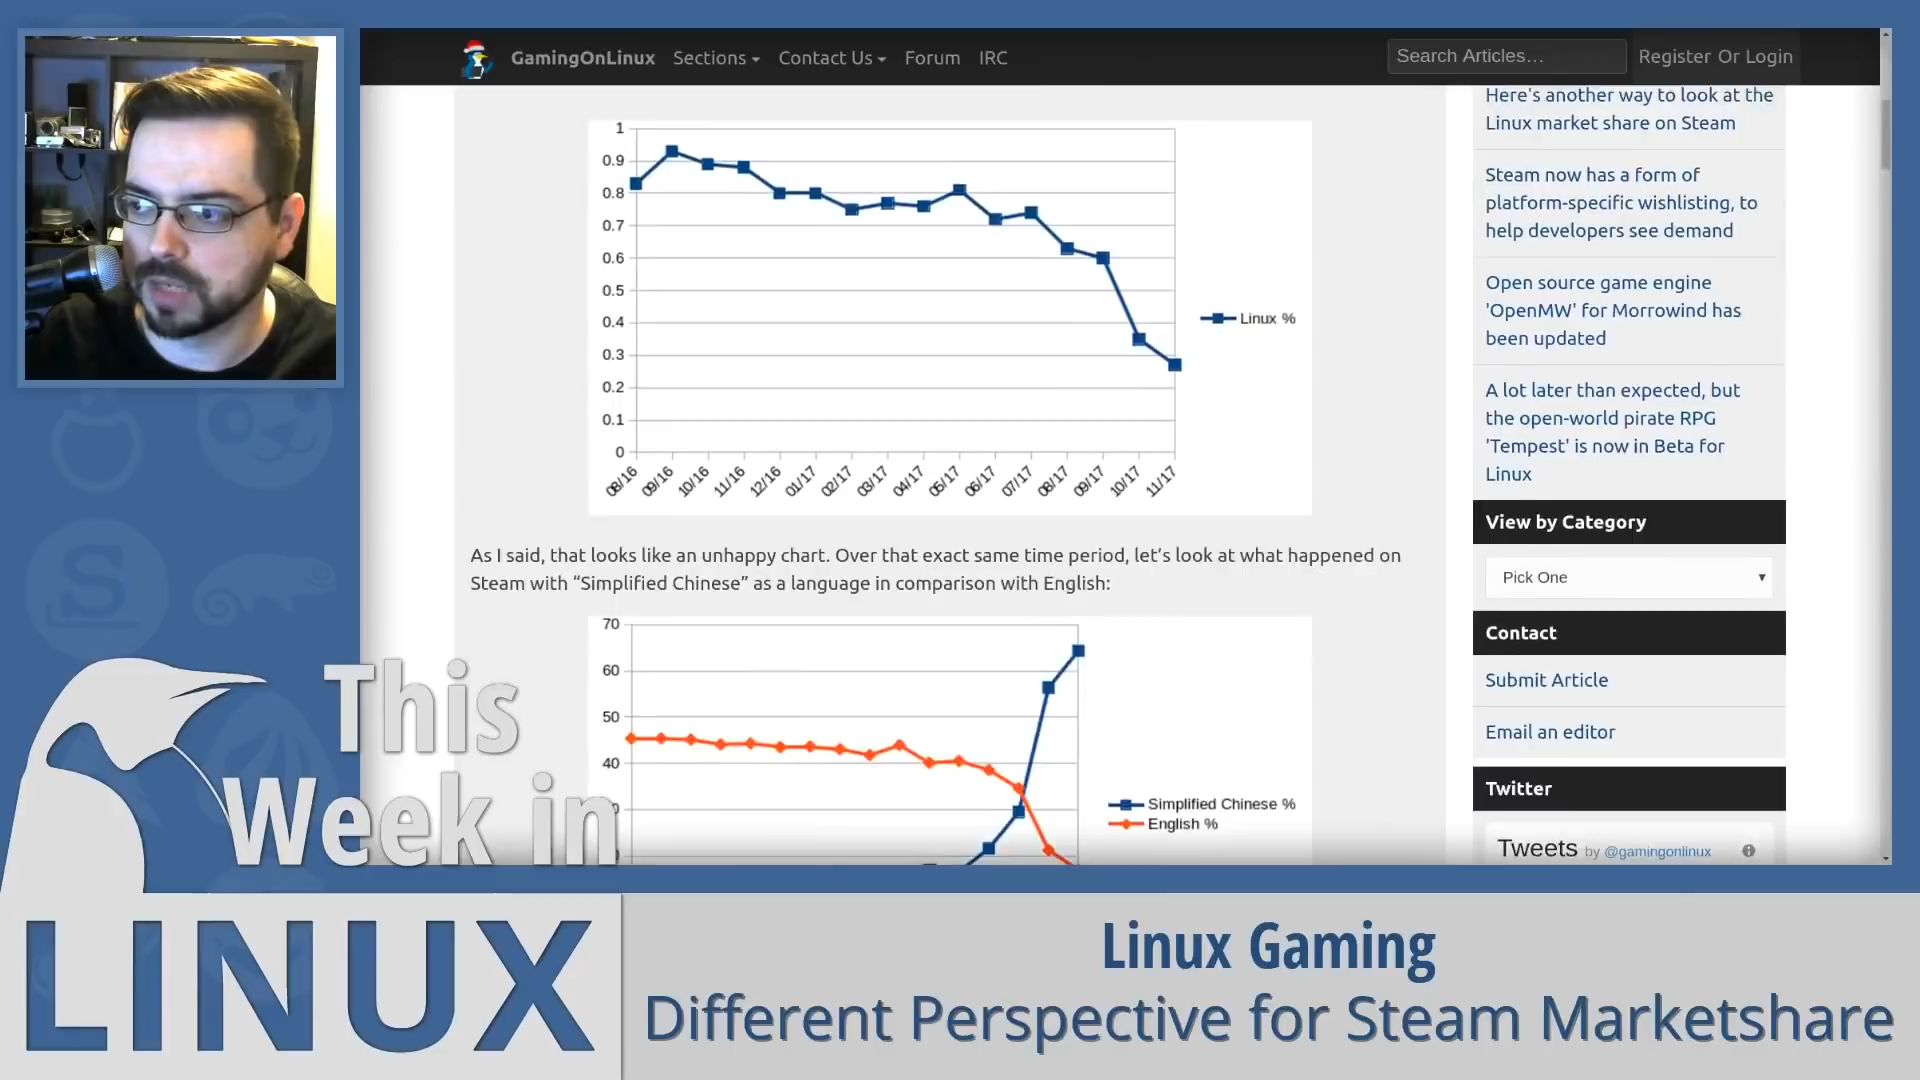 GamingOnLinux Sections Contact Us Forum IRC Search Articles... Register Or Login
1
0.9
0.8
0.7
0.6
0.5
0.4
0.3
0.2
0.1
0
08/16 09/16 10/16 11/16 12/16 01/17 02/17 03/17 04/17 05/17 06/17 07/17 08/17 09/17 10/17 11/17
Linux %
As I said, that looks like an unhappy chart. Over that exact same time period, let’s look at what happened on
Steam with “Simplified Chinese” as a language in comparison with English:
70
60
50
40
Simplified Chinese %
English %
Here's another way to look at the
Linux market share on Steam
Steam now has a form of
platform-specific wishlisting, to
help developers see demand
Open source game engine
'OpenMW' for Morrowind has
been updated
A lot later than expected, but
the open-world pirate RPG
'Tempest' is now in Beta for
Linux
View by Category
Pick One
Contact
Submit Article
Email an editor
Twitter
Tweets by @gamingonlinux
This
Week in
LINUX
Linux Gaming
Different Perspective for Steam Marketshare